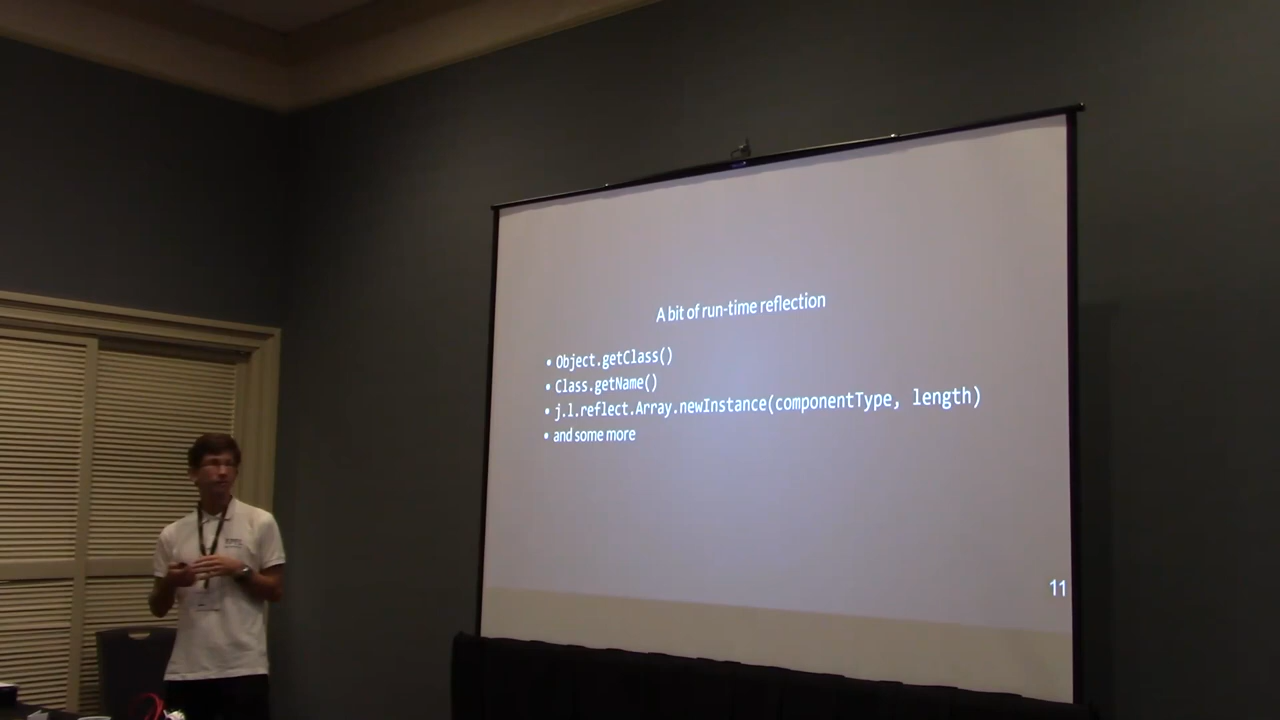 A bit of run-time reflection
• Object.getClass()
• Class.getName()
• j.l.reflect.Array.newInstance(componentType, length)
• and some more
11